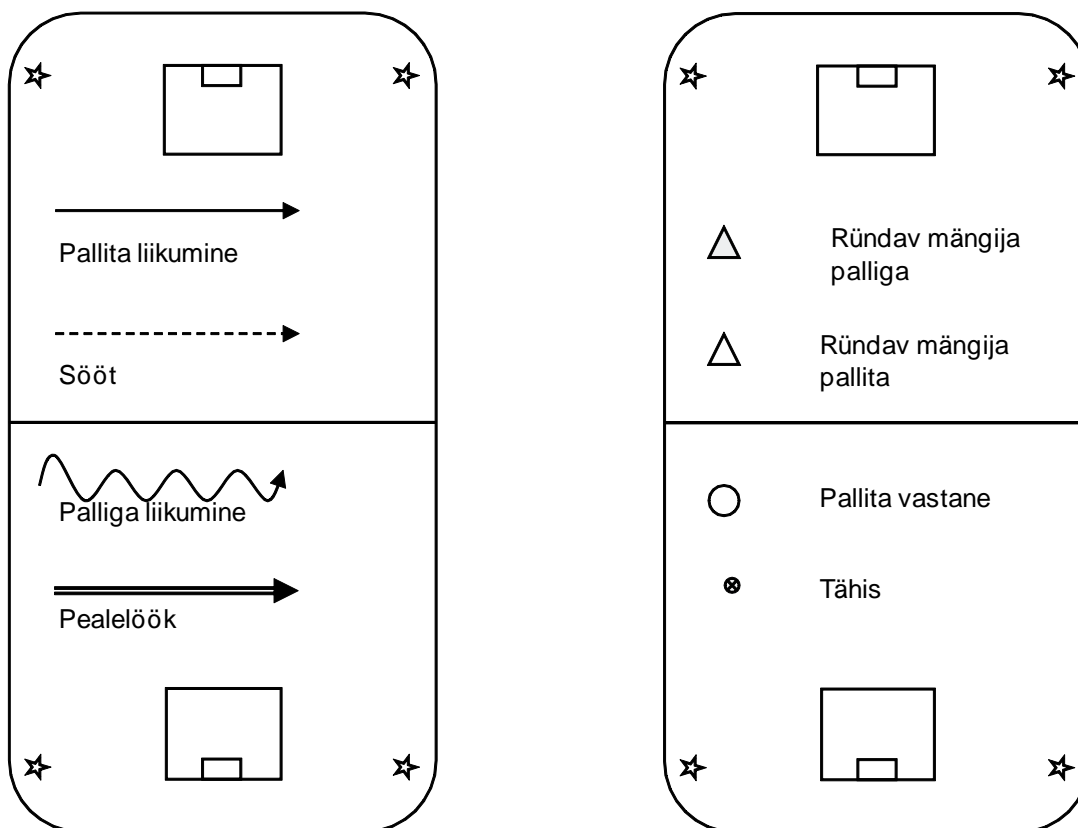 Pallita liikumine
Sööt
Palliga liikumine
Pealelöök
Ründav mängija
palliga
Ründav mängija
pallita
Pallita vastane
Tähis